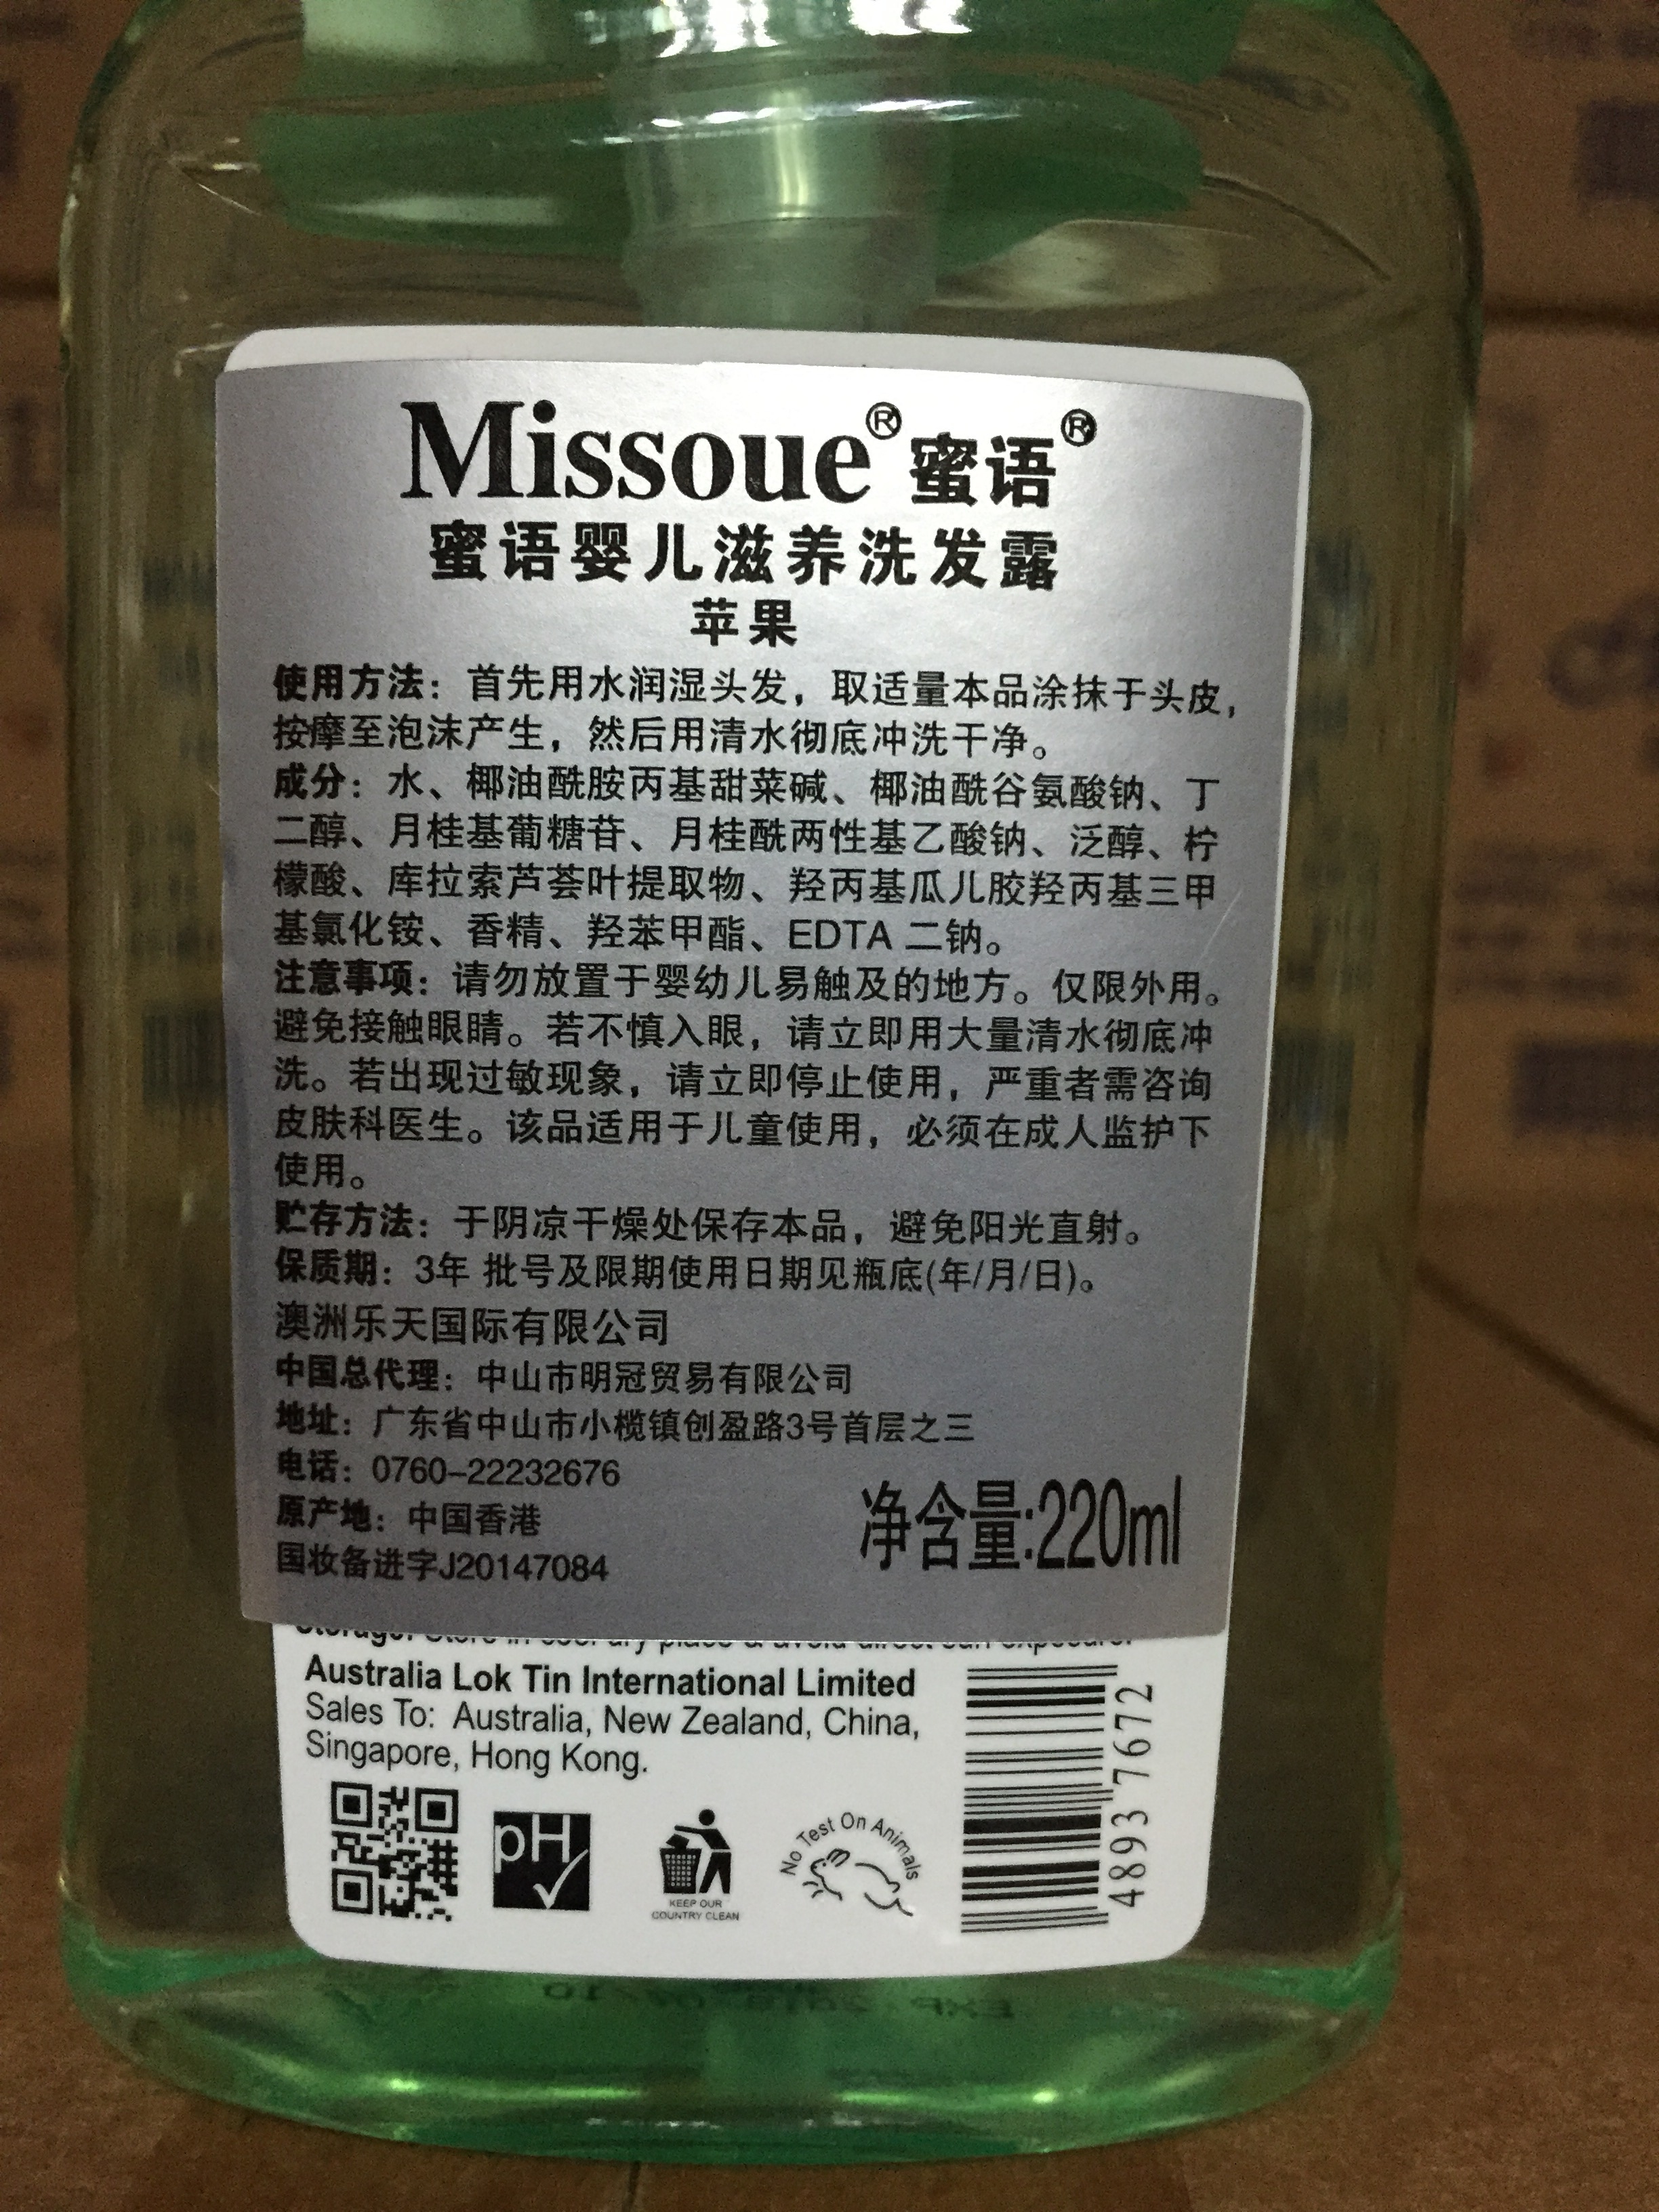 Missoue® 蜜语®
蜜语婴儿滋养洗发露
苹果
使用方法：首先用水润湿头发，取适量本品涂抹于头皮，
按摩至泡沫产生，然后用清水彻底冲洗干净。
成分：水、椰油酰胺丙基甜菜碱、椰油酰谷氨酸钠、丁
二醇、月桂基葡糖苷、月桂酰两性基乙酸钠、泛醇、柠
檬酸、库拉索芦荟叶提取物、羟丙基瓜儿胶羟丙基三甲
基氯化铵、香精、羟苯甲酯、EDTA 二钠。
注意事项：请勿放置于婴幼儿易触及的地方。仅限外用。
避免接触眼睛。若不慎入眼，请立即用大量清水彻底冲
洗。若出现过敏现象，请立即停止使用，严重者需咨询
皮肤科医生。该品适用于儿童使用，必须在成人监护下
使用。
贮存方法：于阴凉干燥处保存本品，避免阳光直射。
保质期：3年 批号及限期使用日期见瓶底(年/月/日)。
澳洲乐天国际有限公司
中国总代理：中山市明冠贸易有限公司
地址：广东省中山市小榄镇创盈路3号首层之三
电话：0760-22232676
原产地：中国香港
国妆备进字J20147084
净含量:220ml
Storage: Store in cool dry place & avoid direct sun exposure.
Australia Lok Tin International Limited
Sales To: Australia, New Zealand, China,
Singapore, Hong Kong.
pH
KEEP OUR
COUNTRY CLEAN
No Test On Animals
4893 7672
EXP